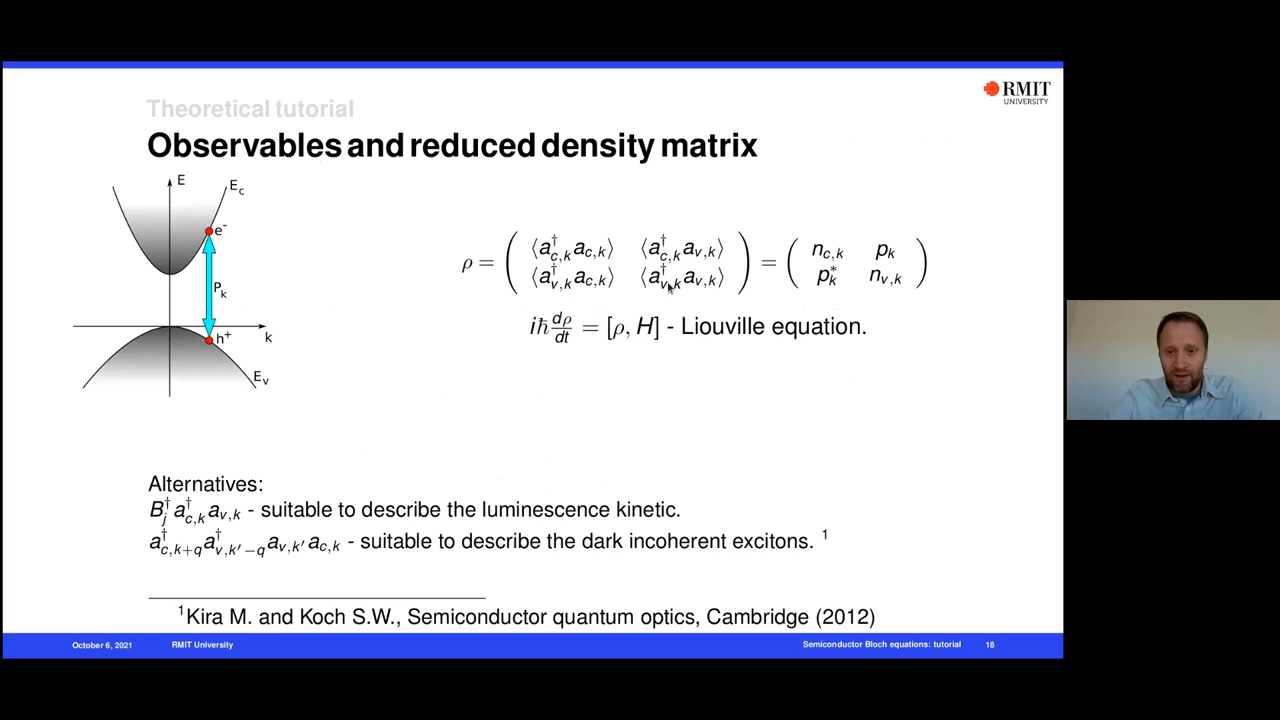 RMIT
UNIVERSITY
Theoretical tutorial
Observables and reduced density matrix
E
E_c
e⁻
P_k
h⁺
k
E_v
ρ = ( ⟨a†_{c,k} a_{c,k}⟩ ⟨a†_{c,k} a_{v,k}⟩ ) = ( n_{c,k} p_k )
( ⟨a†_{v,k} a_{c,k}⟩ ⟨a†_{v,k} a_{v,k}⟩ ) ( p*_k n_{v,k} )
iħ dρ/dt = [ρ, H] - Liouville equation.
Alternatives:
B†_j a†_{c,k} a_{v,k} - suitable to describe the luminescence kinetic.
a†_{c,k+q} a†_{v,k′−q} a_{v,k′} a_{c,k} - suitable to describe the dark incoherent excitons. ¹
¹Kira M. and Koch S.W., Semiconductor quantum optics, Cambridge (2012)
October 6, 2021 RMIT University Semiconductor Bloch equations: tutorial 18